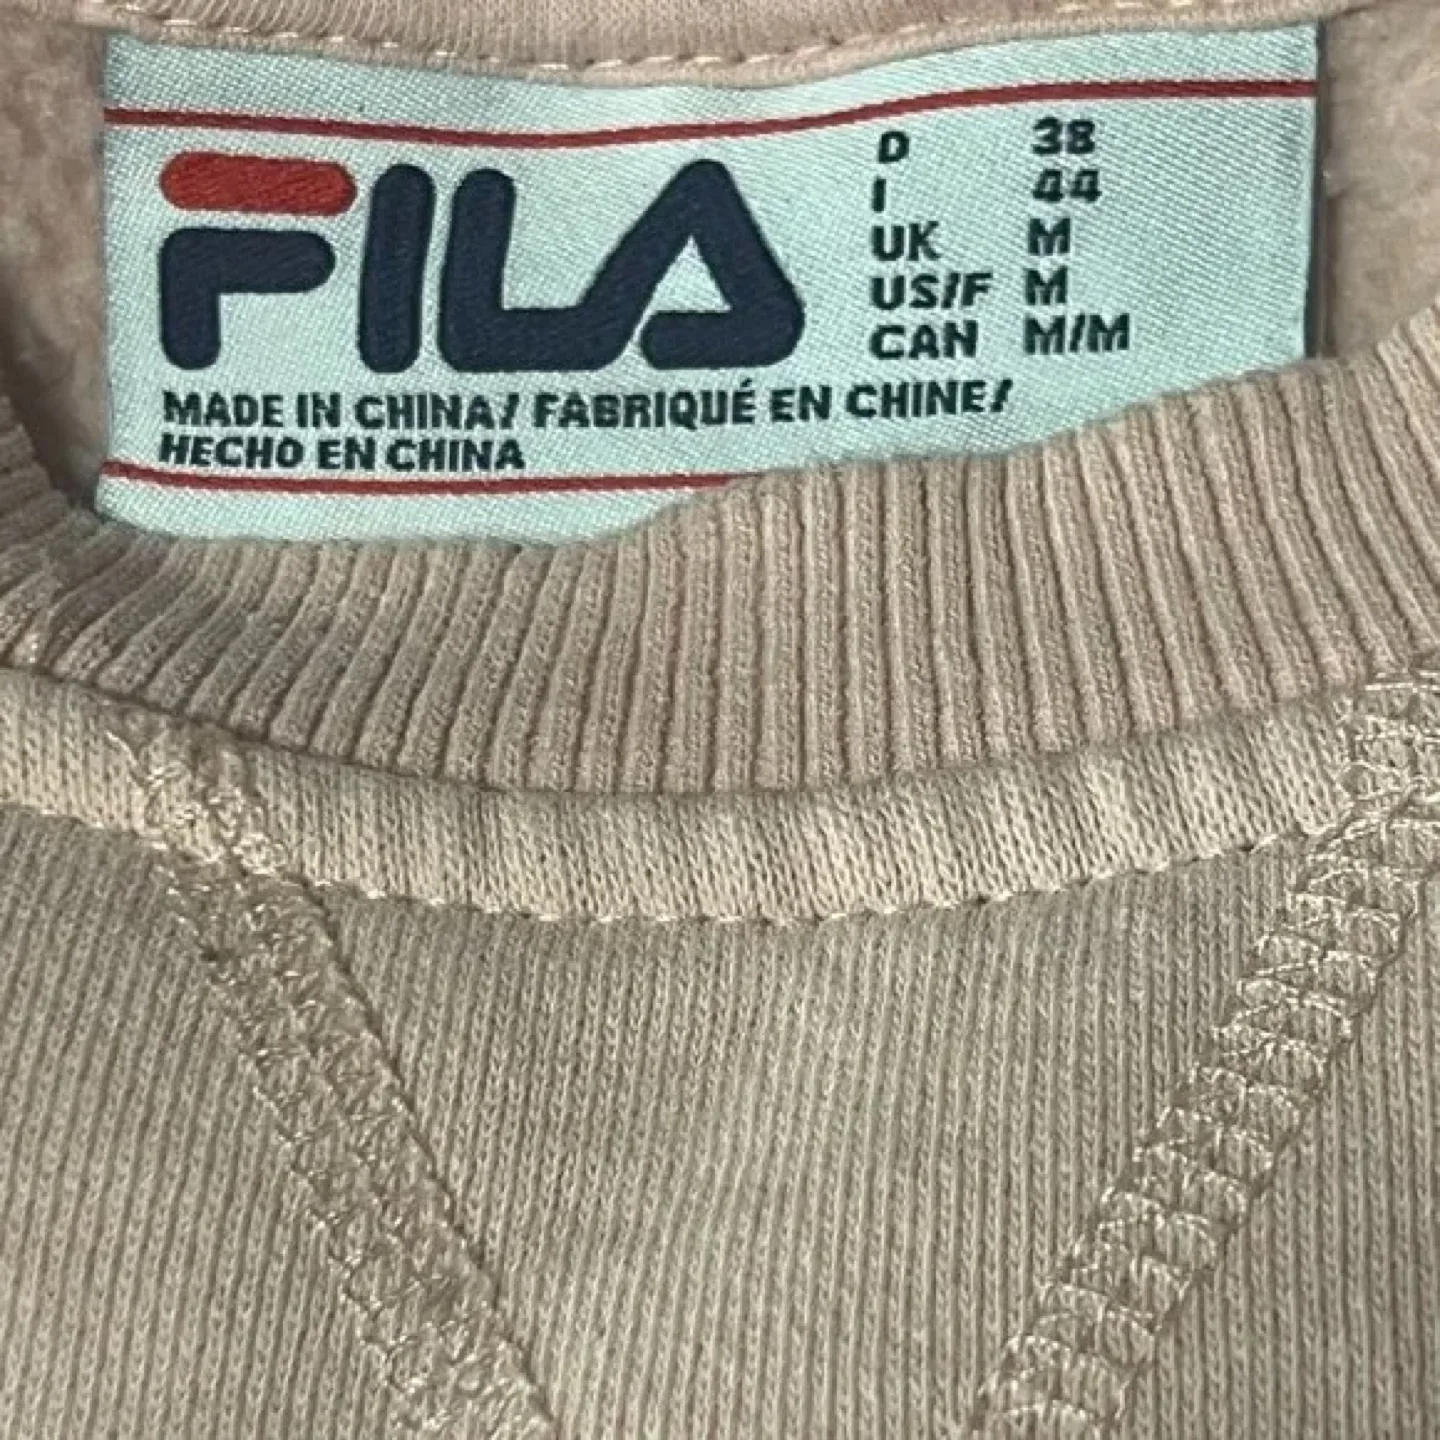 FILA
D 38
I 44
UK M
US/F M
CAN M/M
MADE IN CHINA/ FABRIQUÉ EN CHINE/
HECHO EN CHINA